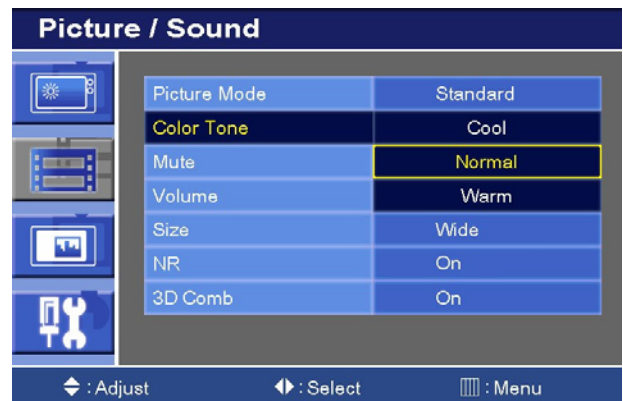 Picture / Sound
Picture Mode Standard
Color Tone Cool
Mute Normal
Volume Warm
Size Wide
NR On
3D Comb On
: Adjust : Select : Menu